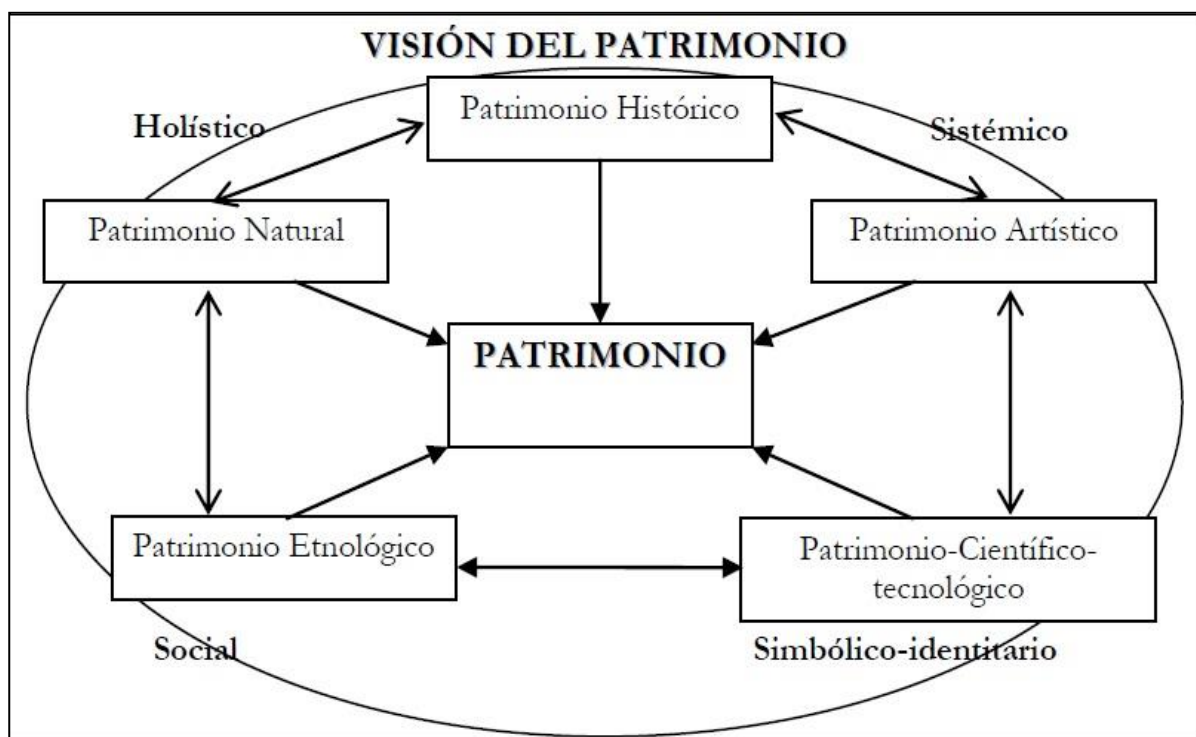 VISIÓN DEL PATRIMONIO
Patrimonio Histórico
Holístico
Sistémico
Patrimonio Natural
Patrimonio Artístico
PATRIMONIO
Patrimonio Etnológico
Patrimonio-Científico-
tecnológico
Social
Simbólico-identitario